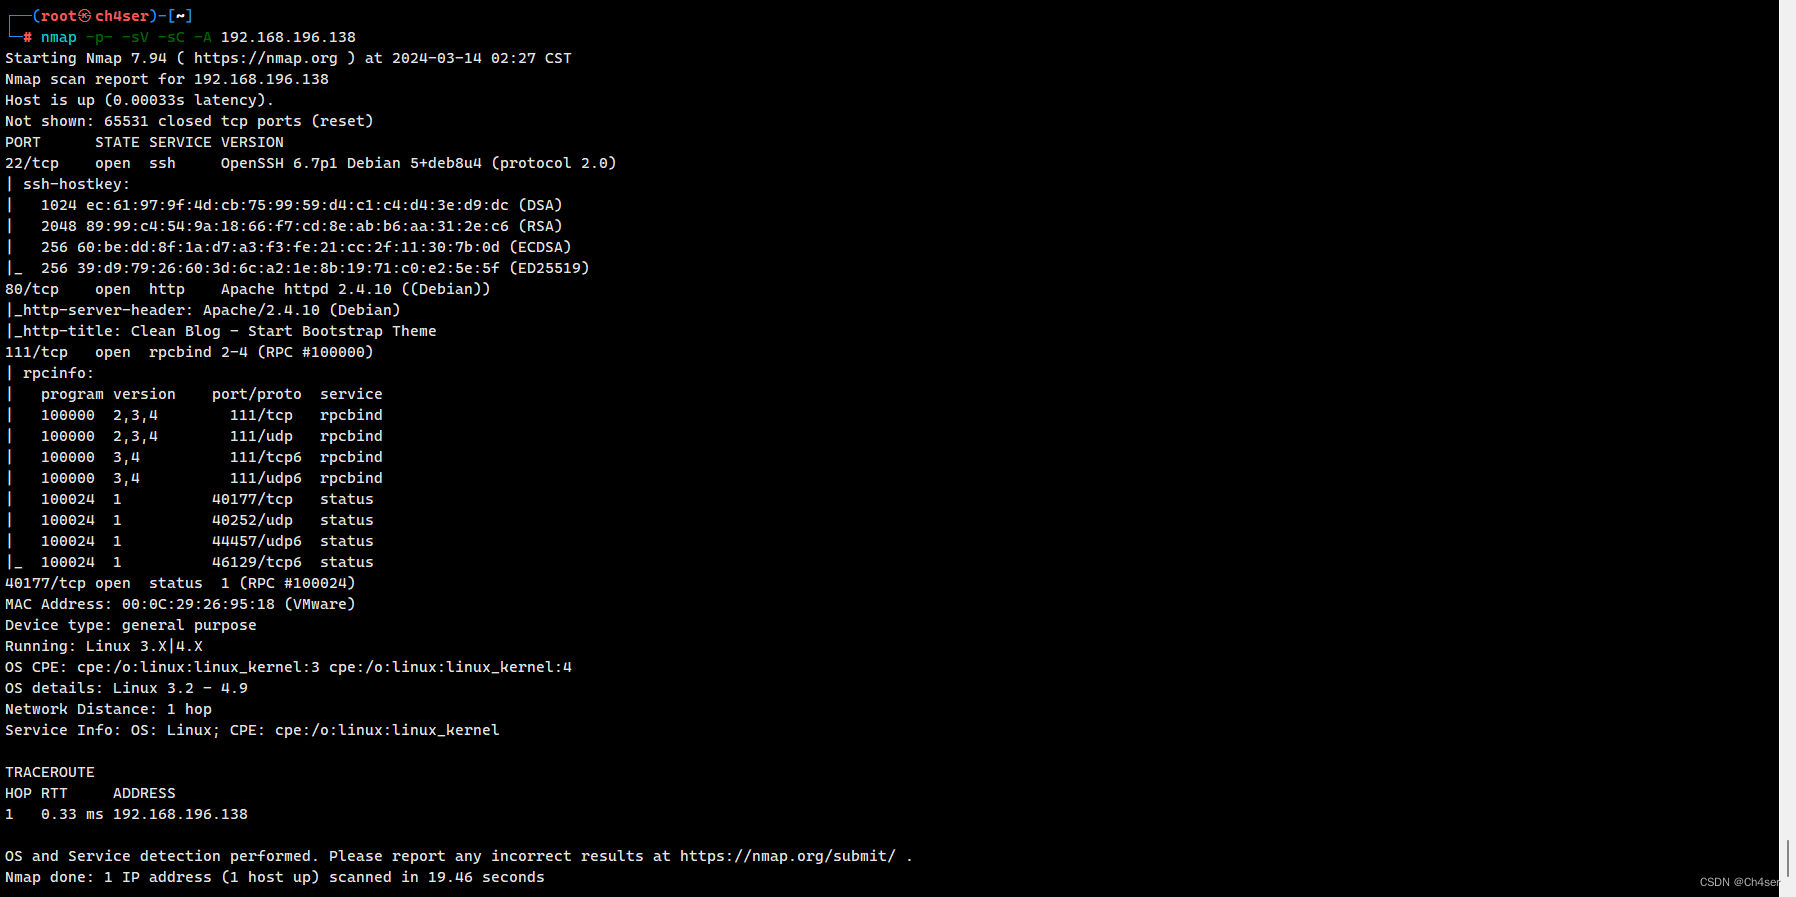 ┌──(root㉿ch4ser)-[~]
└─# nmap -p- -sV -sC -A 192.168.196.138
Starting Nmap 7.94 ( https://nmap.org ) at 2024-03-14 02:27 CST
Nmap scan report for 192.168.196.138
Host is up (0.00033s latency).
Not shown: 65531 closed tcp ports (reset)
PORT      STATE SERVICE VERSION
22/tcp    open  ssh     OpenSSH 6.7p1 Debian 5+deb8u4 (protocol 2.0)
| ssh-hostkey:
|   1024 ec:61:97:9f:4d:cb:75:99:59:d4:c1:c4:d4:3e:d9:dc (DSA)
|   2048 89:99:c4:54:9a:18:66:f7:cd:8e:ab:b6:aa:31:2e:c6 (RSA)
|   256 60:be:dd:8f:1a:d7:a3:f3:fe:21:cc:2f:11:30:7b:0d (ECDSA)
|_  256 39:d9:79:26:60:3d:6c:a2:1e:8b:19:71:c0:e2:5e:5f (ED25519)
80/tcp    open  http    Apache httpd 2.4.10 ((Debian))
|_http-server-header: Apache/2.4.10 (Debian)
|_http-title: Clean Blog - Start Bootstrap Theme
111/tcp   open  rpcbind 2-4 (RPC #100000)
| rpcinfo:
|   program version    port/proto  service
|   100000  2,3,4        111/tcp   rpcbind
|   100000  2,3,4        111/udp   rpcbind
|   100000  3,4          111/tcp6  rpcbind
|   100000  3,4          111/udp6  rpcbind
|   100024  1          40177/tcp   status
|   100024  1          40252/udp   status
|   100024  1          44457/udp6  status
|_  100024  1          46129/tcp6  status
40177/tcp open  status  1 (RPC #100024)
MAC Address: 00:0C:29:26:95:18 (VMware)
Device type: general purpose
Running: Linux 3.X|4.X
OS CPE: cpe:/o:linux:linux_kernel:3 cpe:/o:linux:linux_kernel:4
OS details: Linux 3.2 - 4.9
Network Distance: 1 hop
Service Info: OS: Linux; CPE: cpe:/o:linux:linux_kernel
TRACEROUTE
HOP RTT     ADDRESS
1   0.33 ms 192.168.196.138
OS and Service detection performed. Please report any incorrect results at https://nmap.org/submit/ .
Nmap done: 1 IP address (1 host up) scanned in 19.46 seconds
CSDN @Ch4ser